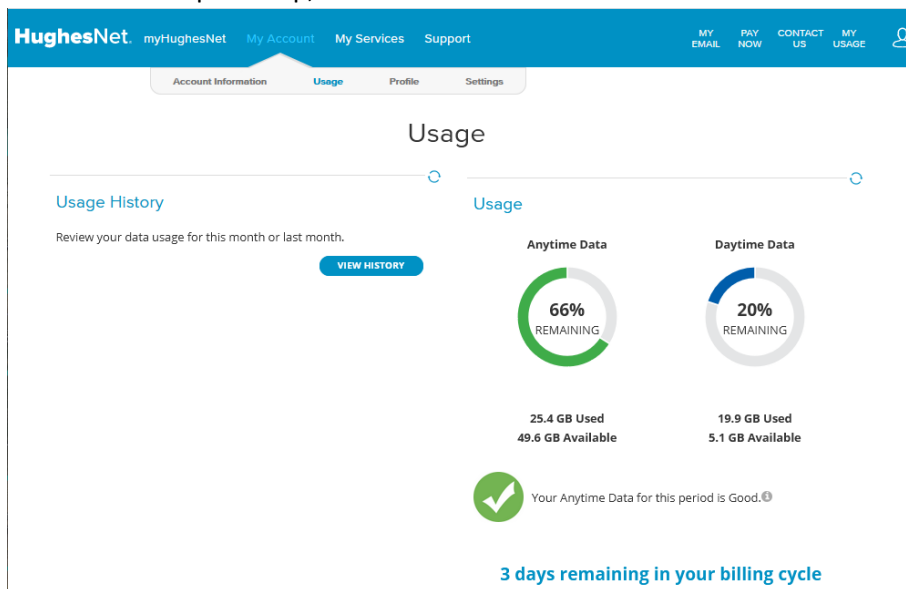 HughesNet. myHughesNet My Account My Services Support MY EMAIL PAY NOW CONTACT US MY USAGE
Account Information Usage Profile Settings
Usage
Usage History
Review your data usage for this month or last month.
VIEW HISTORY
Usage
Anytime Data Daytime Data
66% 20%
REMAINING REMAINING
25.4 GB Used 19.9 GB Used
49.6 GB Available 5.1 GB Available
Your Anytime Data for this period is Good.
3 days remaining in your billing cycle